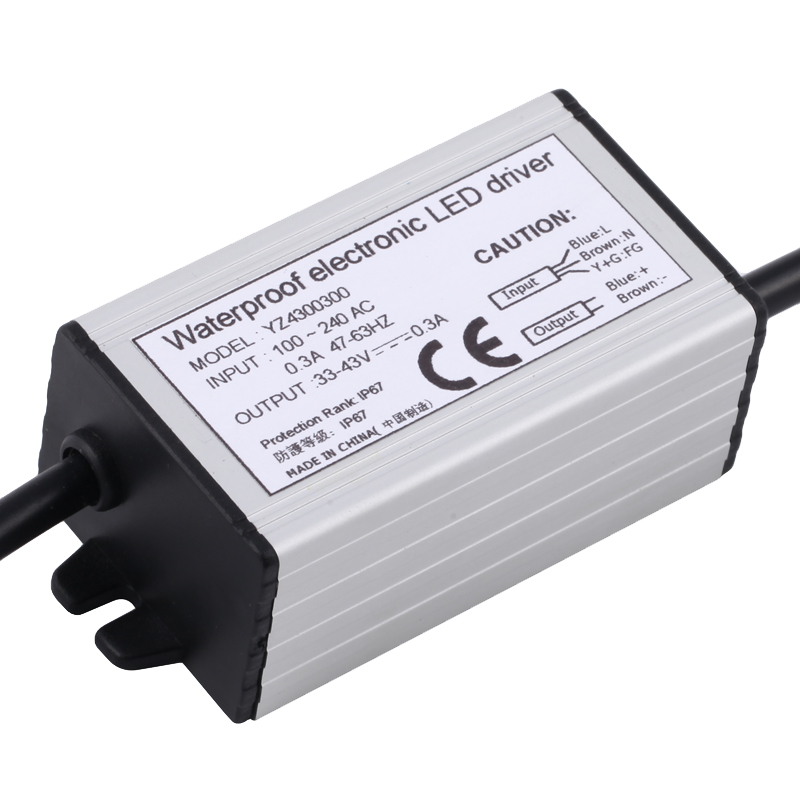 Waterproof electronic LED driver
MODEL : YZ4300300
INPUT : 100 ~ 240 AC
0.3A 47-63HZ
OUTPUT :33-43V⎓0.3A
Protection Rank: IP67
防護等級: IP67
MADE IN CHINA( 中国制造)
CE
CAUTION:
Input
Blue:L
Brown:N
Y+G:FG
Output
Blue:+
Brown:-